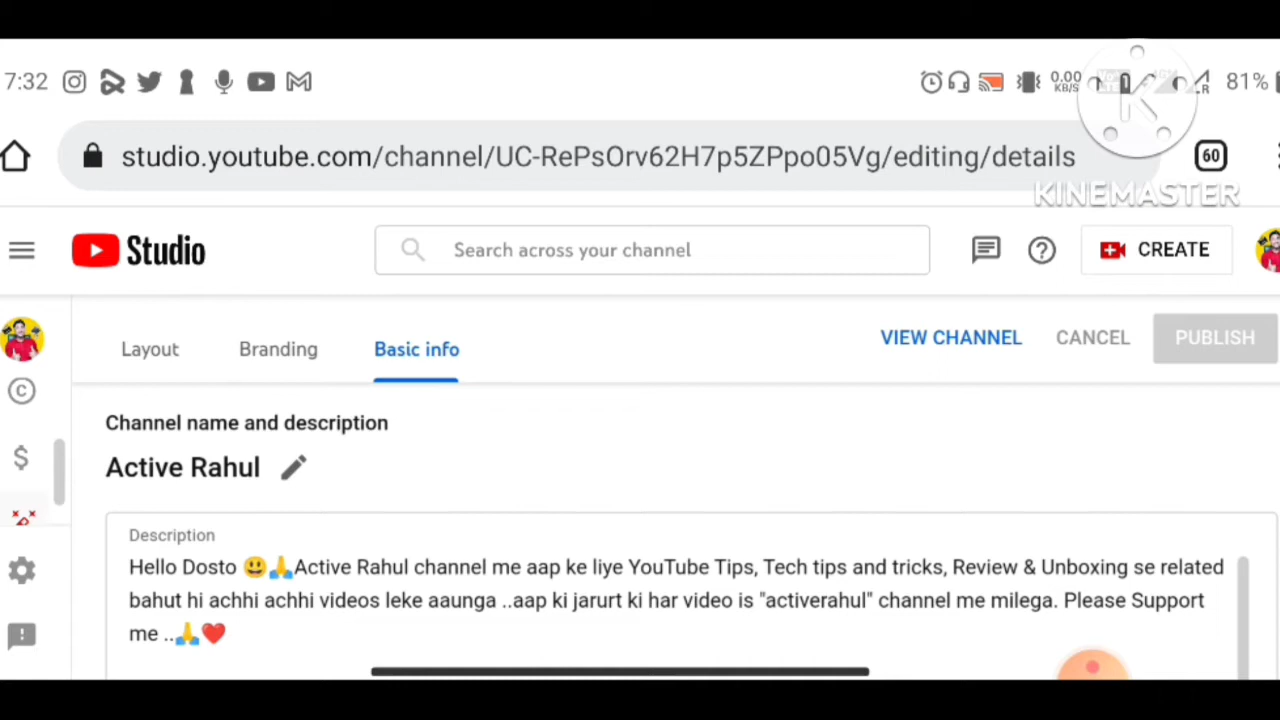 7:32 0.00 KB/S R 81%
studio.youtube.com/channel/UC-RePsOrv62H7p5ZPpo05Vg/editing/details 60
KINEMASTER
Studio Search across your channel CREATE
Layout Branding Basic info VIEW CHANNEL CANCEL PUBLISH
Channel name and description
Active Rahul
Description
Hello Dosto 😃🙏Active Rahul channel me aap ke liye YouTube Tips, Tech tips and tricks, Review & Unboxing se related
bahut hi achhi achhi videos leke aaunga ..aap ki jarurt ki har video is "activerahul" channel me milega. Please Support
me ..🙏❤️